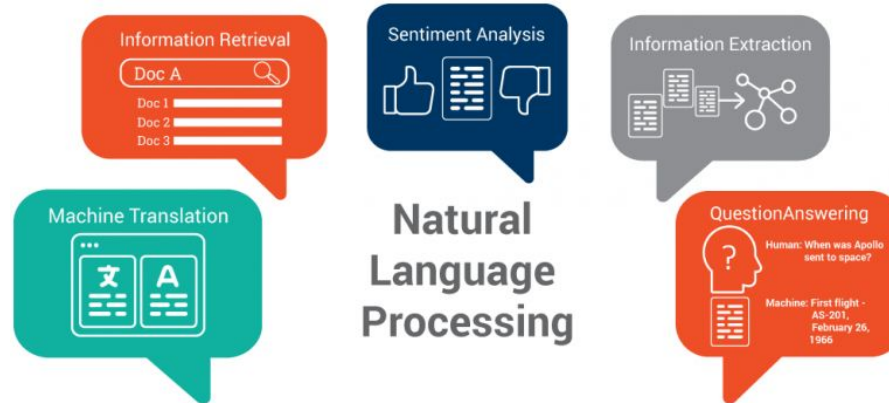 Information Retrieval
Doc A
Doc 1
Doc 2
Doc 3
Sentiment Analysis
Information Extraction
Machine Translation
文 A
Natural
Language
Processing
QuestionAnswering
?
Human: When was Apollo
sent to space?
Machine: First flight -
AS-201,
February 26,
1966